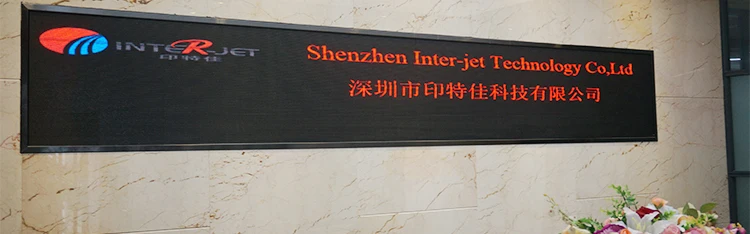 INTERJET
印特佳
Shenzhen Inter-jet Technology Co,Ltd
深圳市印特佳科技有限公司